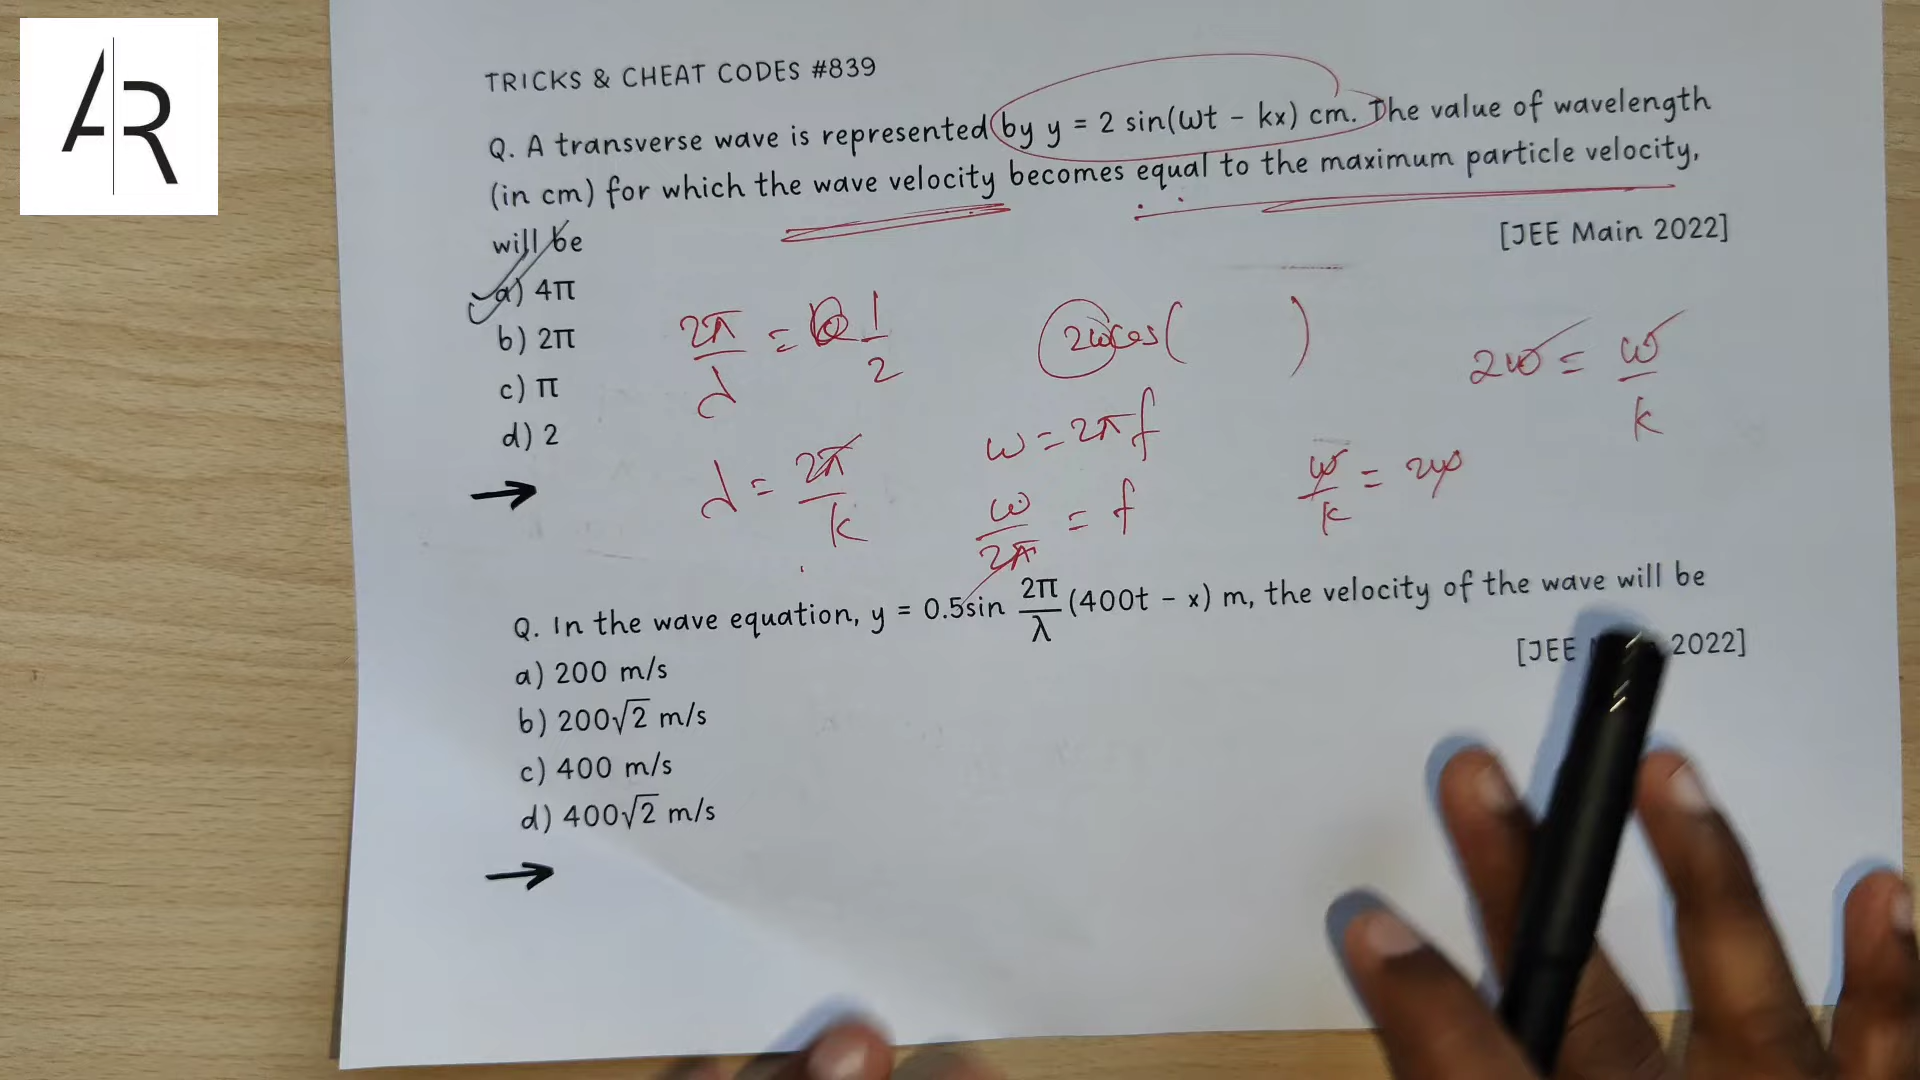 AR
TRICKS & CHEAT CODES #839
Q. A transverse wave is represented by y = 2 sin(ωt - kx) cm. The value of wavelength
(in cm) for which the wave velocity becomes equal to the maximum particle velocity,
will be
[JEE Main 2022]
a) 4π
b) 2π
c) π
d) 2
2π/λ = 1/2
2ωcos( )
2ω = ω/k
λ = 2π/k
ω = 2πf
ω/2π = f
ω/k = 2ω
Q. In the wave equation, y = 0.5sin 2π/λ (400t - x) m, the velocity of the wave will be
[JEE 2022]
a) 200 m/s
b) 200√2 m/s
c) 400 m/s
d) 400√2 m/s